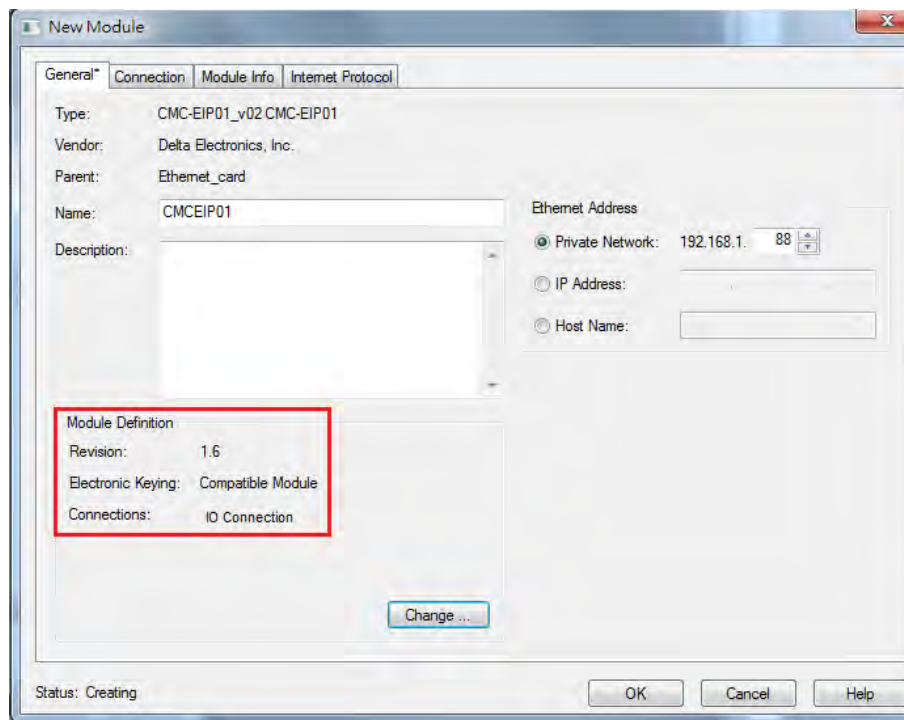 New Module
General* Connection Module Info Internet Protocol
Type: CMC-EIP01_v02 CMC-EIP01
Vendor: Delta Electronics, Inc.
Parent: Ethernet_card
Name: CMCEIP01
Description:
Ethernet Address
Private Network: 192.168.1. 88
IP Address:
Host Name:
Module Definition
Revision: 1.6
Electronic Keying: Compatible Module
Connections: IO Connection
Change ...
Status: Creating
OK Cancel Help